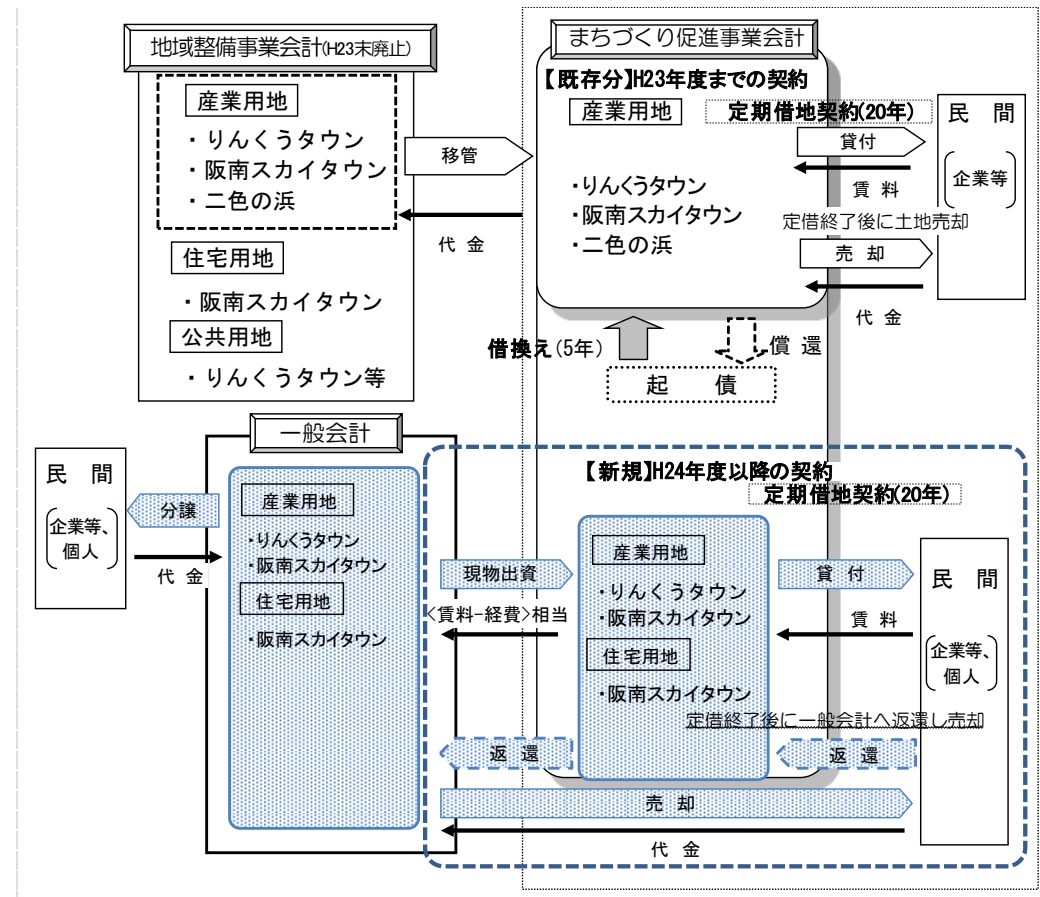 地域整備事業会計(H23末廃止)
産業用地
・りんくうタウン
・阪南スカイタウン
・二色の浜
住宅用地
・阪南スカイタウン
公共用地
・りんくうタウン等
移管
代 金
まちづくり促進事業会計
【既存分】H23年度までの契約
産業用地
定期借地契約(20年)
・りんくうタウン
・阪南スカイタウン
・二色の浜
貸付
賃 料
定借終了後に土地売却
売 却
代 金
民 間
企業等
借換え(5年)
償 還
起 債
一般会計
民 間
企業等、
個人
分譲
代 金
産業用地
・りんくうタウン
・阪南スカイタウン
住宅用地
・阪南スカイタウン
【新規】H24年度以降の契約
定期借地契約(20年)
現物出資
<賃料-経費>相当
産業用地
・りんくうタウン
・阪南スカイタウン
住宅用地
・阪南スカイタウン
貸 付
賃 料
民 間
企業等、
個人
定借終了後に一般会計へ返還し売却
返 還
返 還
売 却
代 金